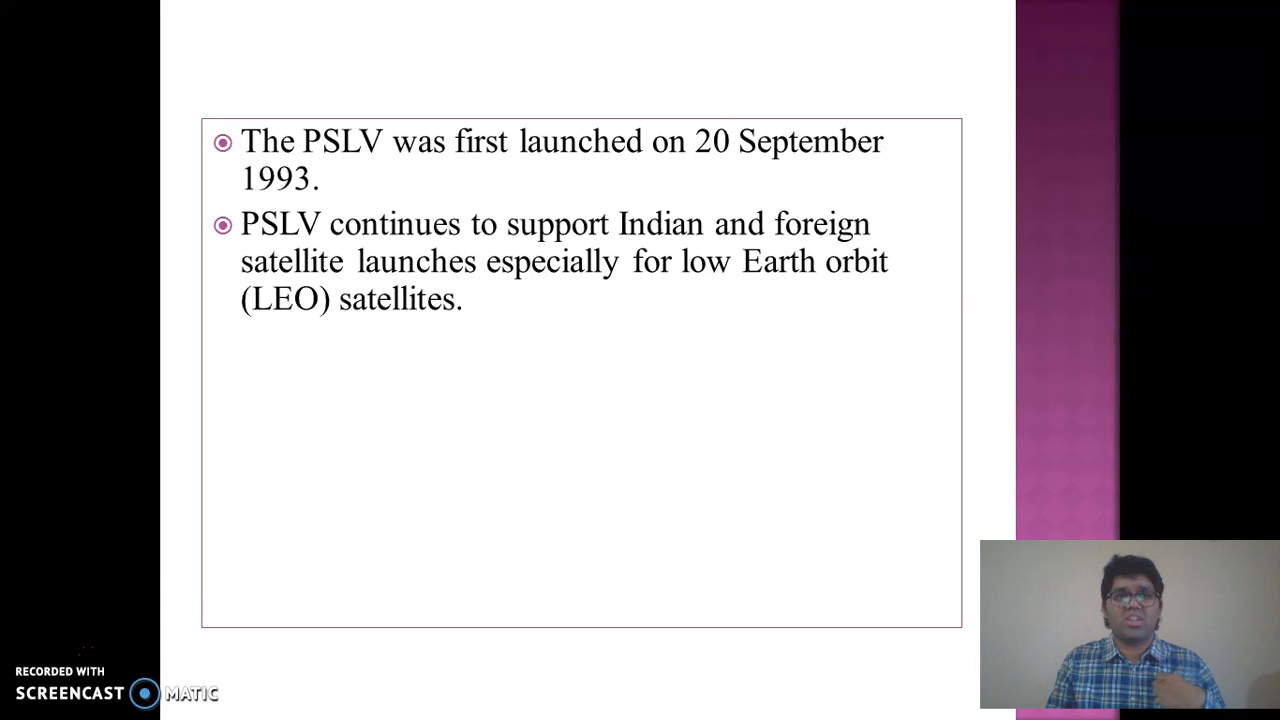 The PSLV was first launched on 20 September
1993.
PSLV continues to support Indian and foreign
satellite launches especially for low Earth orbit
(LEO) satellites.
RECORDED WITH
SCREENCAST MATIC